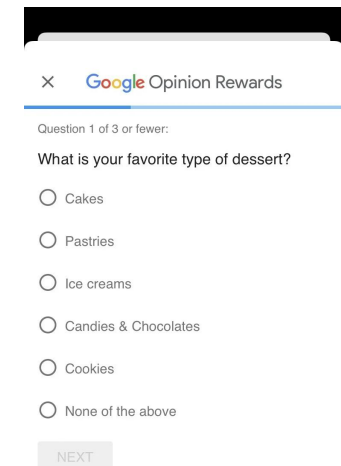 Google Opinion Rewards
Question 1 of 3 or fewer:
What is your favorite type of dessert?
Cakes
Pastries
Ice creams
Candies & Chocolates
Cookies
None of the above
NEXT